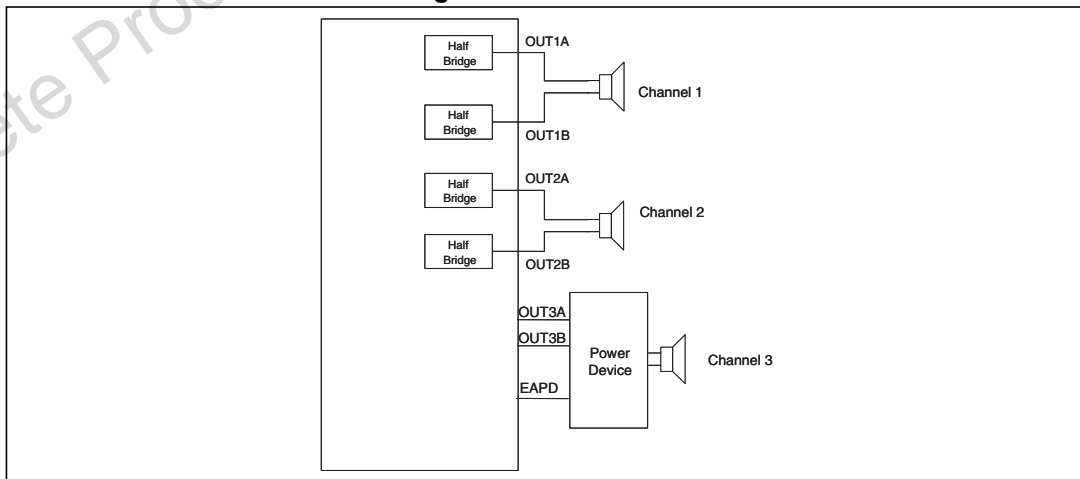 Half
Bridge
OUT1A
Channel 1
Half
Bridge
OUT1B
Half
Bridge
OUT2A
Channel 2
Half
Bridge
OUT2B
OUT3A
OUT3B
Power
Device
Channel 3
EAPD